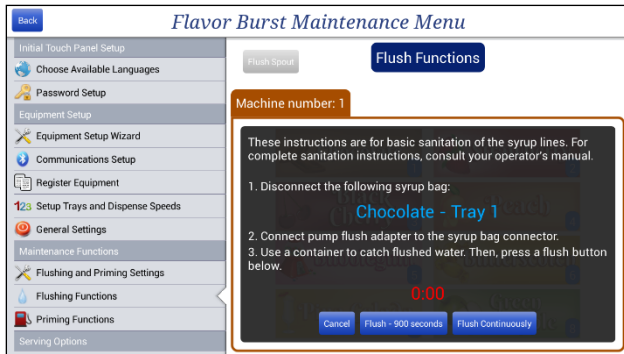 Back
Flavor Burst Maintenance Menu
Initial Touch Panel Setup
Choose Available Languages
Password Setup
Equipment Setup
Equipment Setup Wizard
Communications Setup
Register Equipment
123 Setup Trays and Dispense Speeds
General Settings
Maintenance Functions
Flushing and Priming Settings
Flushing Functions
Priming Functions
Serving Options
Flush Spout
Flush Functions
Machine number: 1
These instructions are for basic sanitation of the syrup lines. For
complete sanitation instructions, consult your operator's manual.
1. Disconnect the following syrup bag:
Chocolate - Tray 1
2. Connect pump flush adapter to the syrup bag connector.
3. Use a container to catch flushed water. Then, press a flush button
below.
0:00
Cancel
Flush - 900 seconds
Flush Continuously